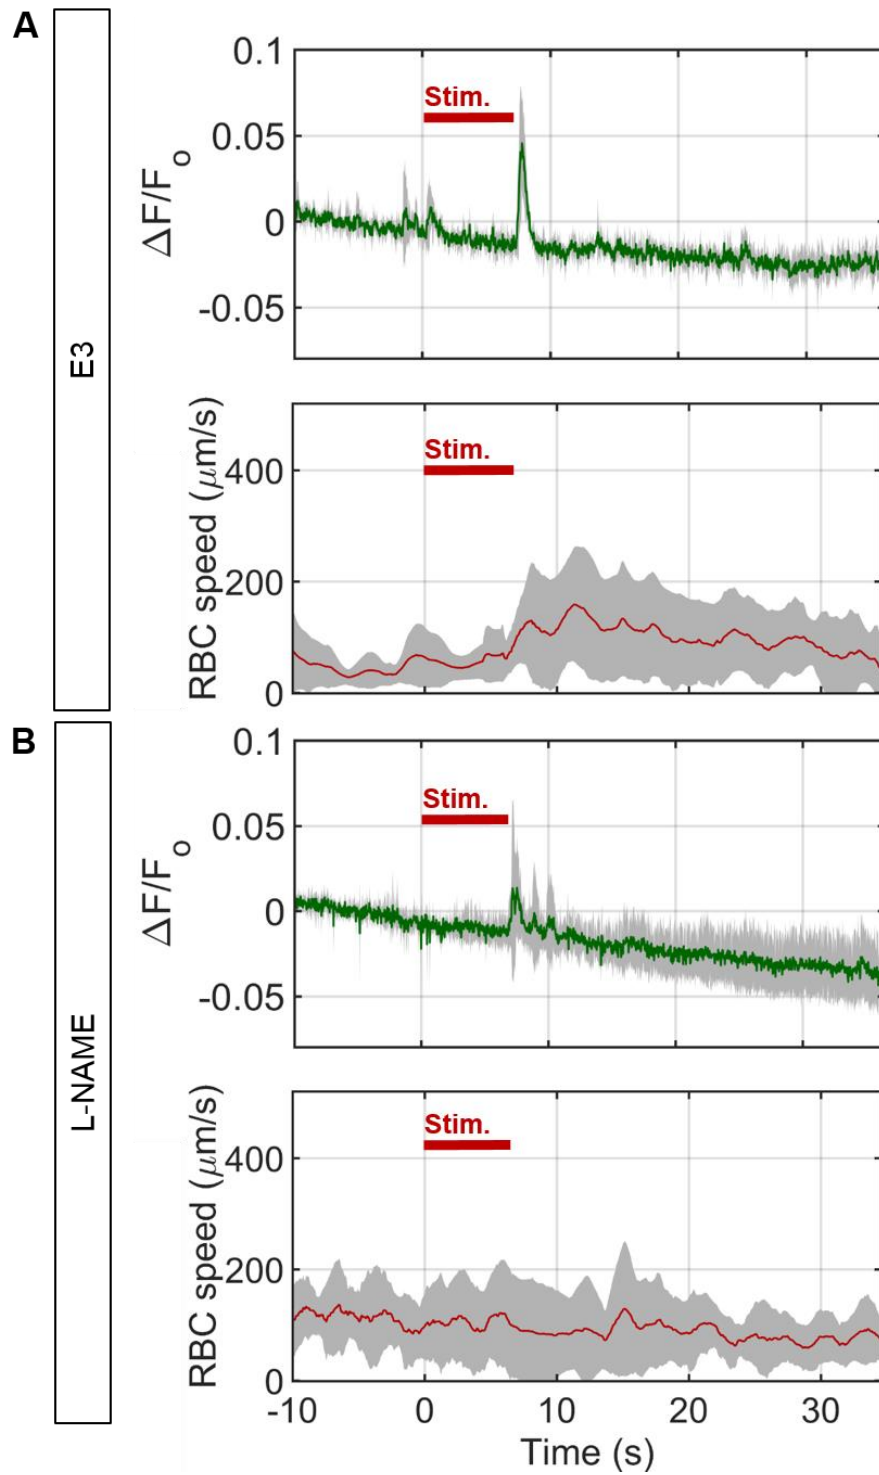 A
E3
0.1
0.05
0
-0.05
ΔF/Fo
Stim.
400
200
0
RBC speed (μm/s)
Stim.
B
L-NAME
0.1
0.05
0
-0.05
ΔF/Fo
Stim.
400
200
0
RBC speed (μm/s)
Stim.
-10 0 10 20 30
Time (s)